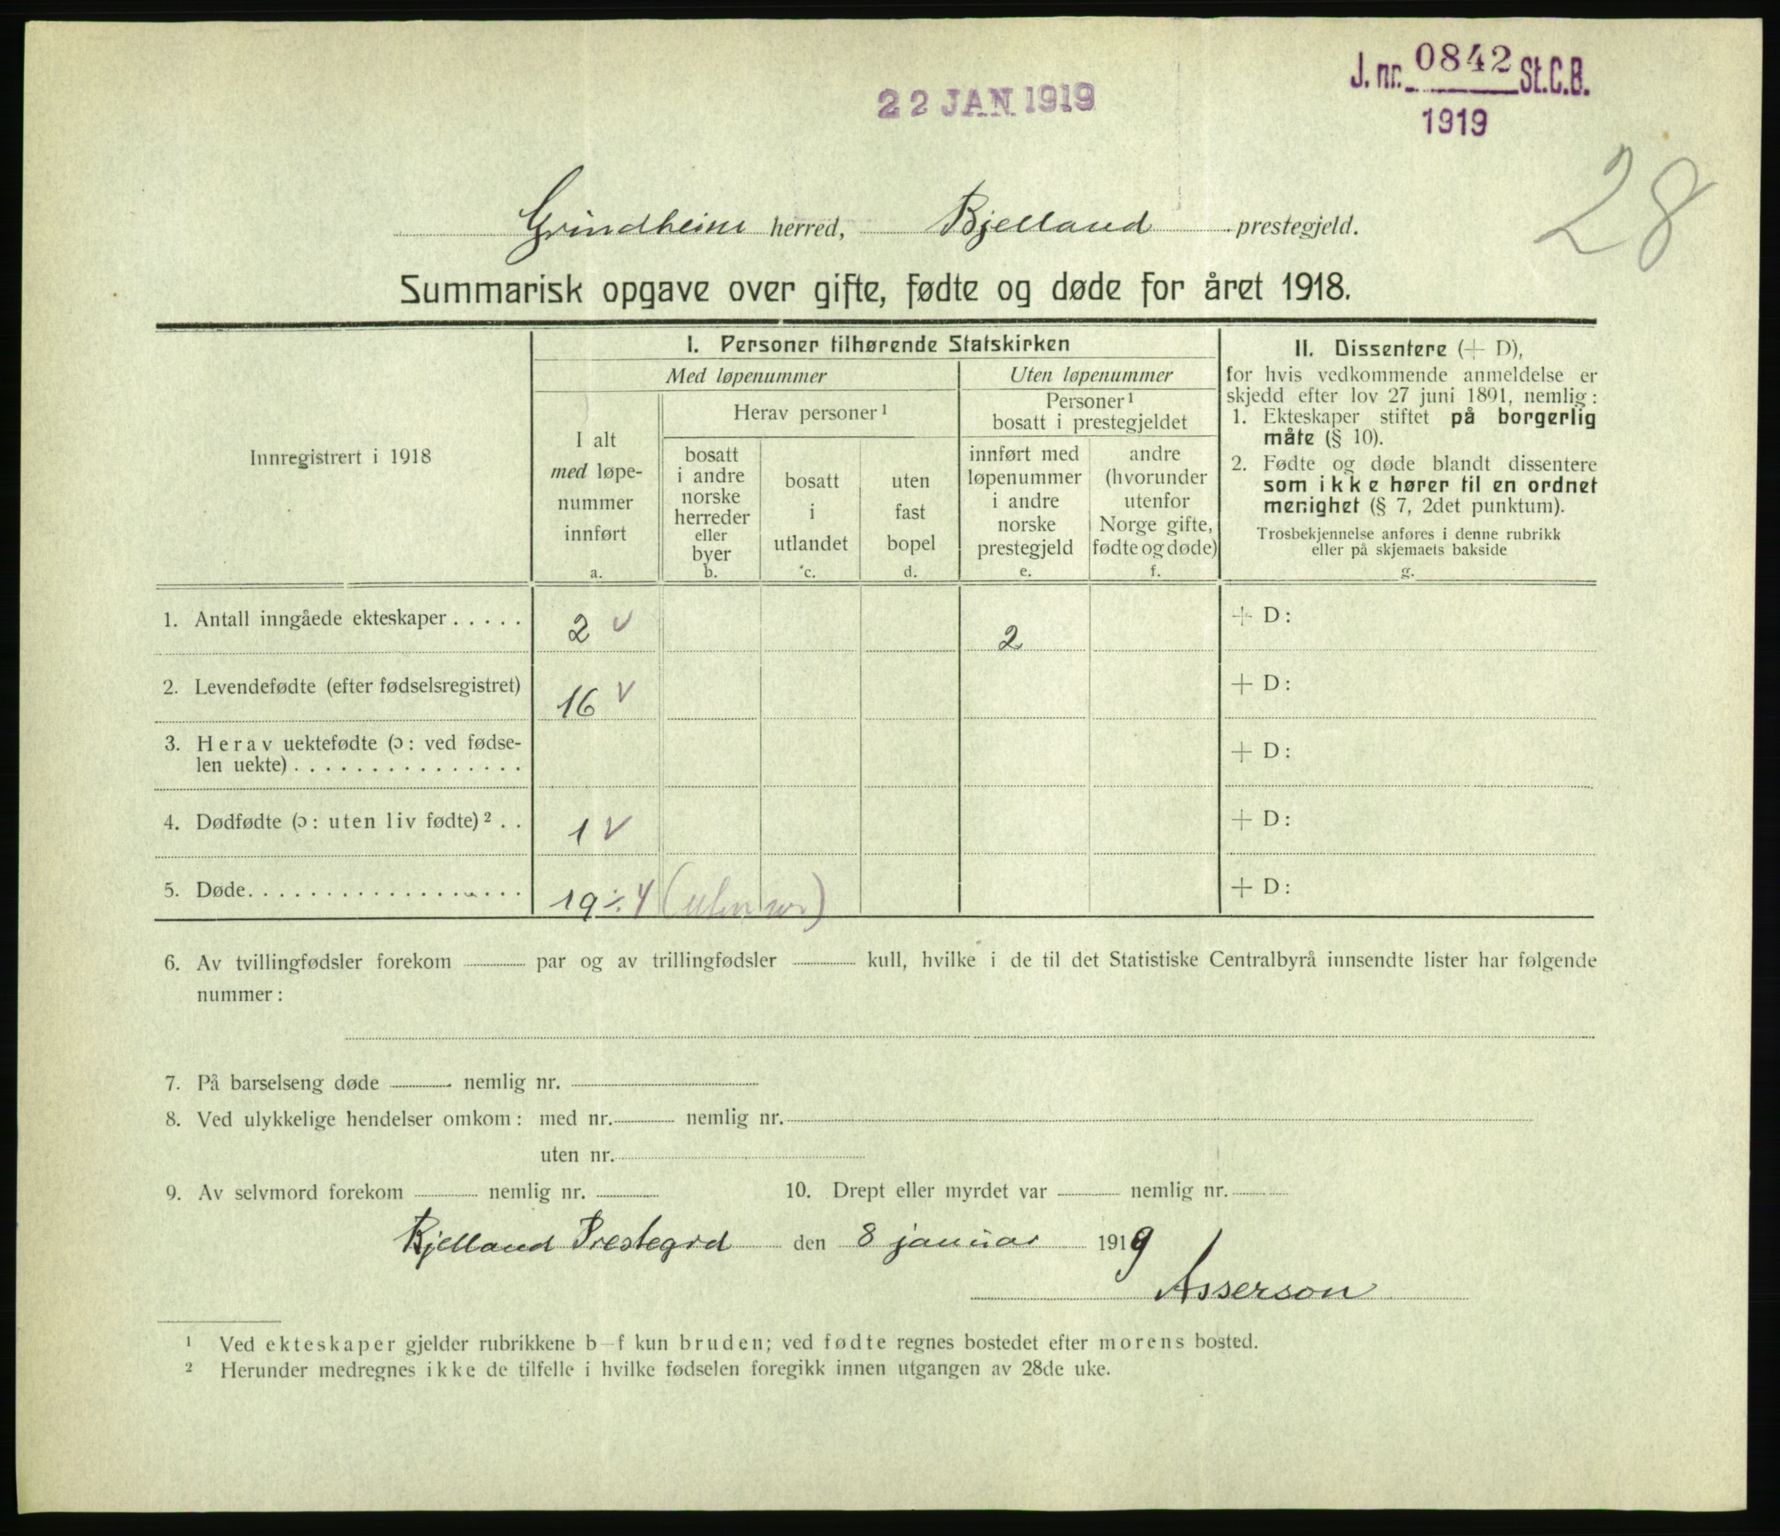 22 JAN 1919
J. nr. 0842 St.C.B.
1919
28
Grindheim herred, Bjelland prestegjeld.
Summarisk opgave over gifte, fødte og døde for året 1918.
Innregistrert i 1918
I. Personer tilhørende Statskirken
Med løpenummer
Uten løpenummer
I alt
med løpe-
nummer
innført
a.
Herav personer¹
bosatt
i andre
norske
herreder
eller
byer
b.
bosatt
i
utlandet
c.
uten
fast
bopel
d.
Personer¹
bosatt i prestegjeldet
innført med
løpenummer
i andre
norske
prestegjeld
e.
andre
(hvorunder
utenfor
Norge gifte,
fødte og døde)
f.
II. Dissentere (+ D),
for hvis vedkommende anmeldelse er
skjedd efter lov 27 juni 1891, nemlig:
1. Ekteskaper stiftet på borgerlig
måte (§ 10).
2. Fødte og døde blandt dissentere
som ikke hører til en ordnet
menighet (§ 7, 2det punktum).
Trosbekjennelse anføres i denne rubrikk
eller på skjemaets bakside
g.
1. Antall inngåede ekteskaper . . . . . 2 v 2 + D:
2. Levendefødte (efter fødselsregistret) 16 v + D:
3. Herav uektefødte (ɔ: ved fødse-
len uekte) . . . . . . . . . . . . . . . + D:
4. Dødfødte (ɔ: uten liv fødte)² . . 1 v + D:
5. Døde. . . . . . . . . . . . . . . . . . 19 ÷ 4 (uten nr) + D:
6. Av tvillingfødsler forekom par og av trillingfødsler kull, hvilke i de til det Statistiske Centralbyrå innsendte lister har følgende
nummer:
7. På barselseng døde nemlig nr.
8. Ved ulykkelige hendelser omkom: med nr. nemlig nr.
uten nr.
9. Av selvmord forekom nemlig nr. 10. Drept eller myrdet var nemlig nr.
Bjelland Prestegrd den 8 januar 1919
Asserson
¹ Ved ekteskaper gjelder rubrikkene b–f kun bruden; ved fødte regnes bostedet efter morens bosted.
² Herunder medregnes ikke de tilfelle i hvilke fødselen foregikk innen utgangen av 28de uke.